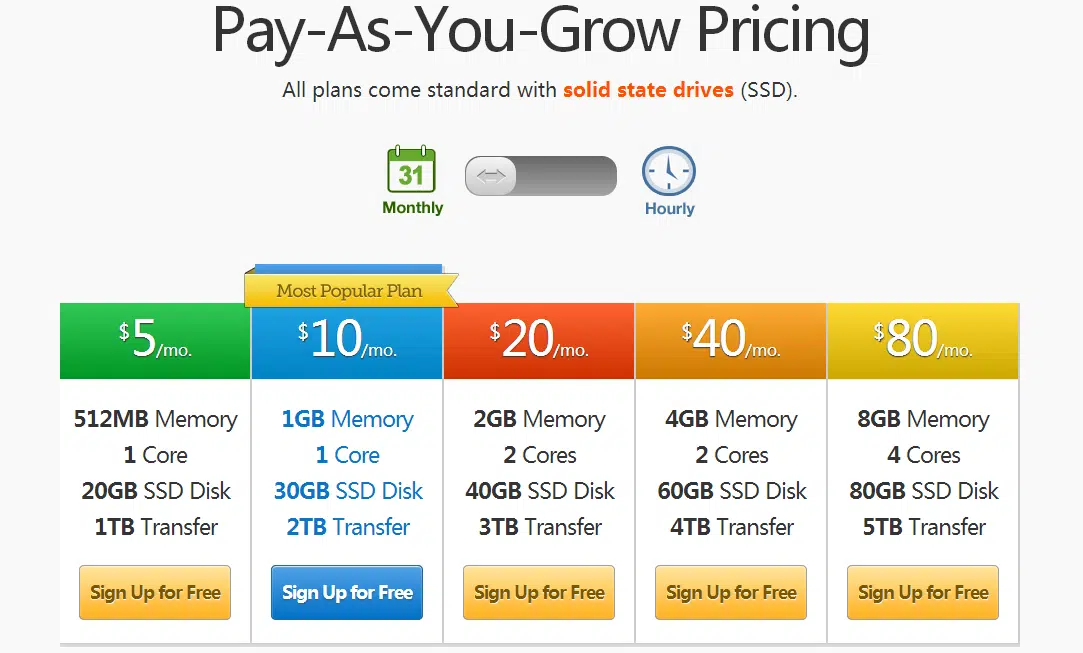 Pay-As-You-Grow Pricing
All plans come standard with solid state drives (SSD).
31
Monthly
Hourly
Most Popular Plan
$5/mo.
$10/mo.
$20/mo.
$40/mo.
$80/mo.
512MB Memory
1 Core
20GB SSD Disk
1TB Transfer
Sign Up for Free
1GB Memory
1 Core
30GB SSD Disk
2TB Transfer
Sign Up for Free
2GB Memory
2 Cores
40GB SSD Disk
3TB Transfer
Sign Up for Free
4GB Memory
2 Cores
60GB SSD Disk
4TB Transfer
Sign Up for Free
8GB Memory
4 Cores
80GB SSD Disk
5TB Transfer
Sign Up for Free